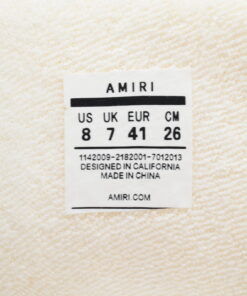 AMIRI
US UK EUR CM
8 7 41 26
1142009-2182001-7012013
DESIGNED IN CALIFORNIA
MADE IN CHINA
AMIRI.COM